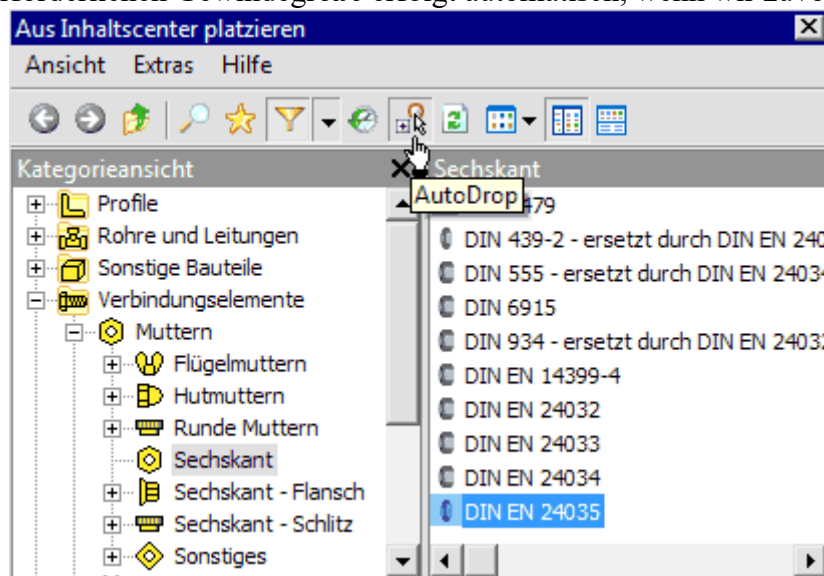 Aus Inhaltscenter platzieren
Ansicht Extras Hilfe
Kategorieansicht
Profile
Rohre und Leitungen
Sonstige Bauteile
Verbindungselemente
Muttern
Flügelmuttern
Hutmuttern
Runde Muttern
Sechskant
Sechskant - Flansch
Sechskant - Schlitz
Sonstiges
Sechskant
AutoDrop
479
DIN 439-2 - ersetzt durch DIN EN 240
DIN 555 - ersetzt durch DIN EN 24034
DIN 6915
DIN 934 - ersetzt durch DIN EN 24032
DIN EN 14399-4
DIN EN 24032
DIN EN 24033
DIN EN 24034
DIN EN 24035